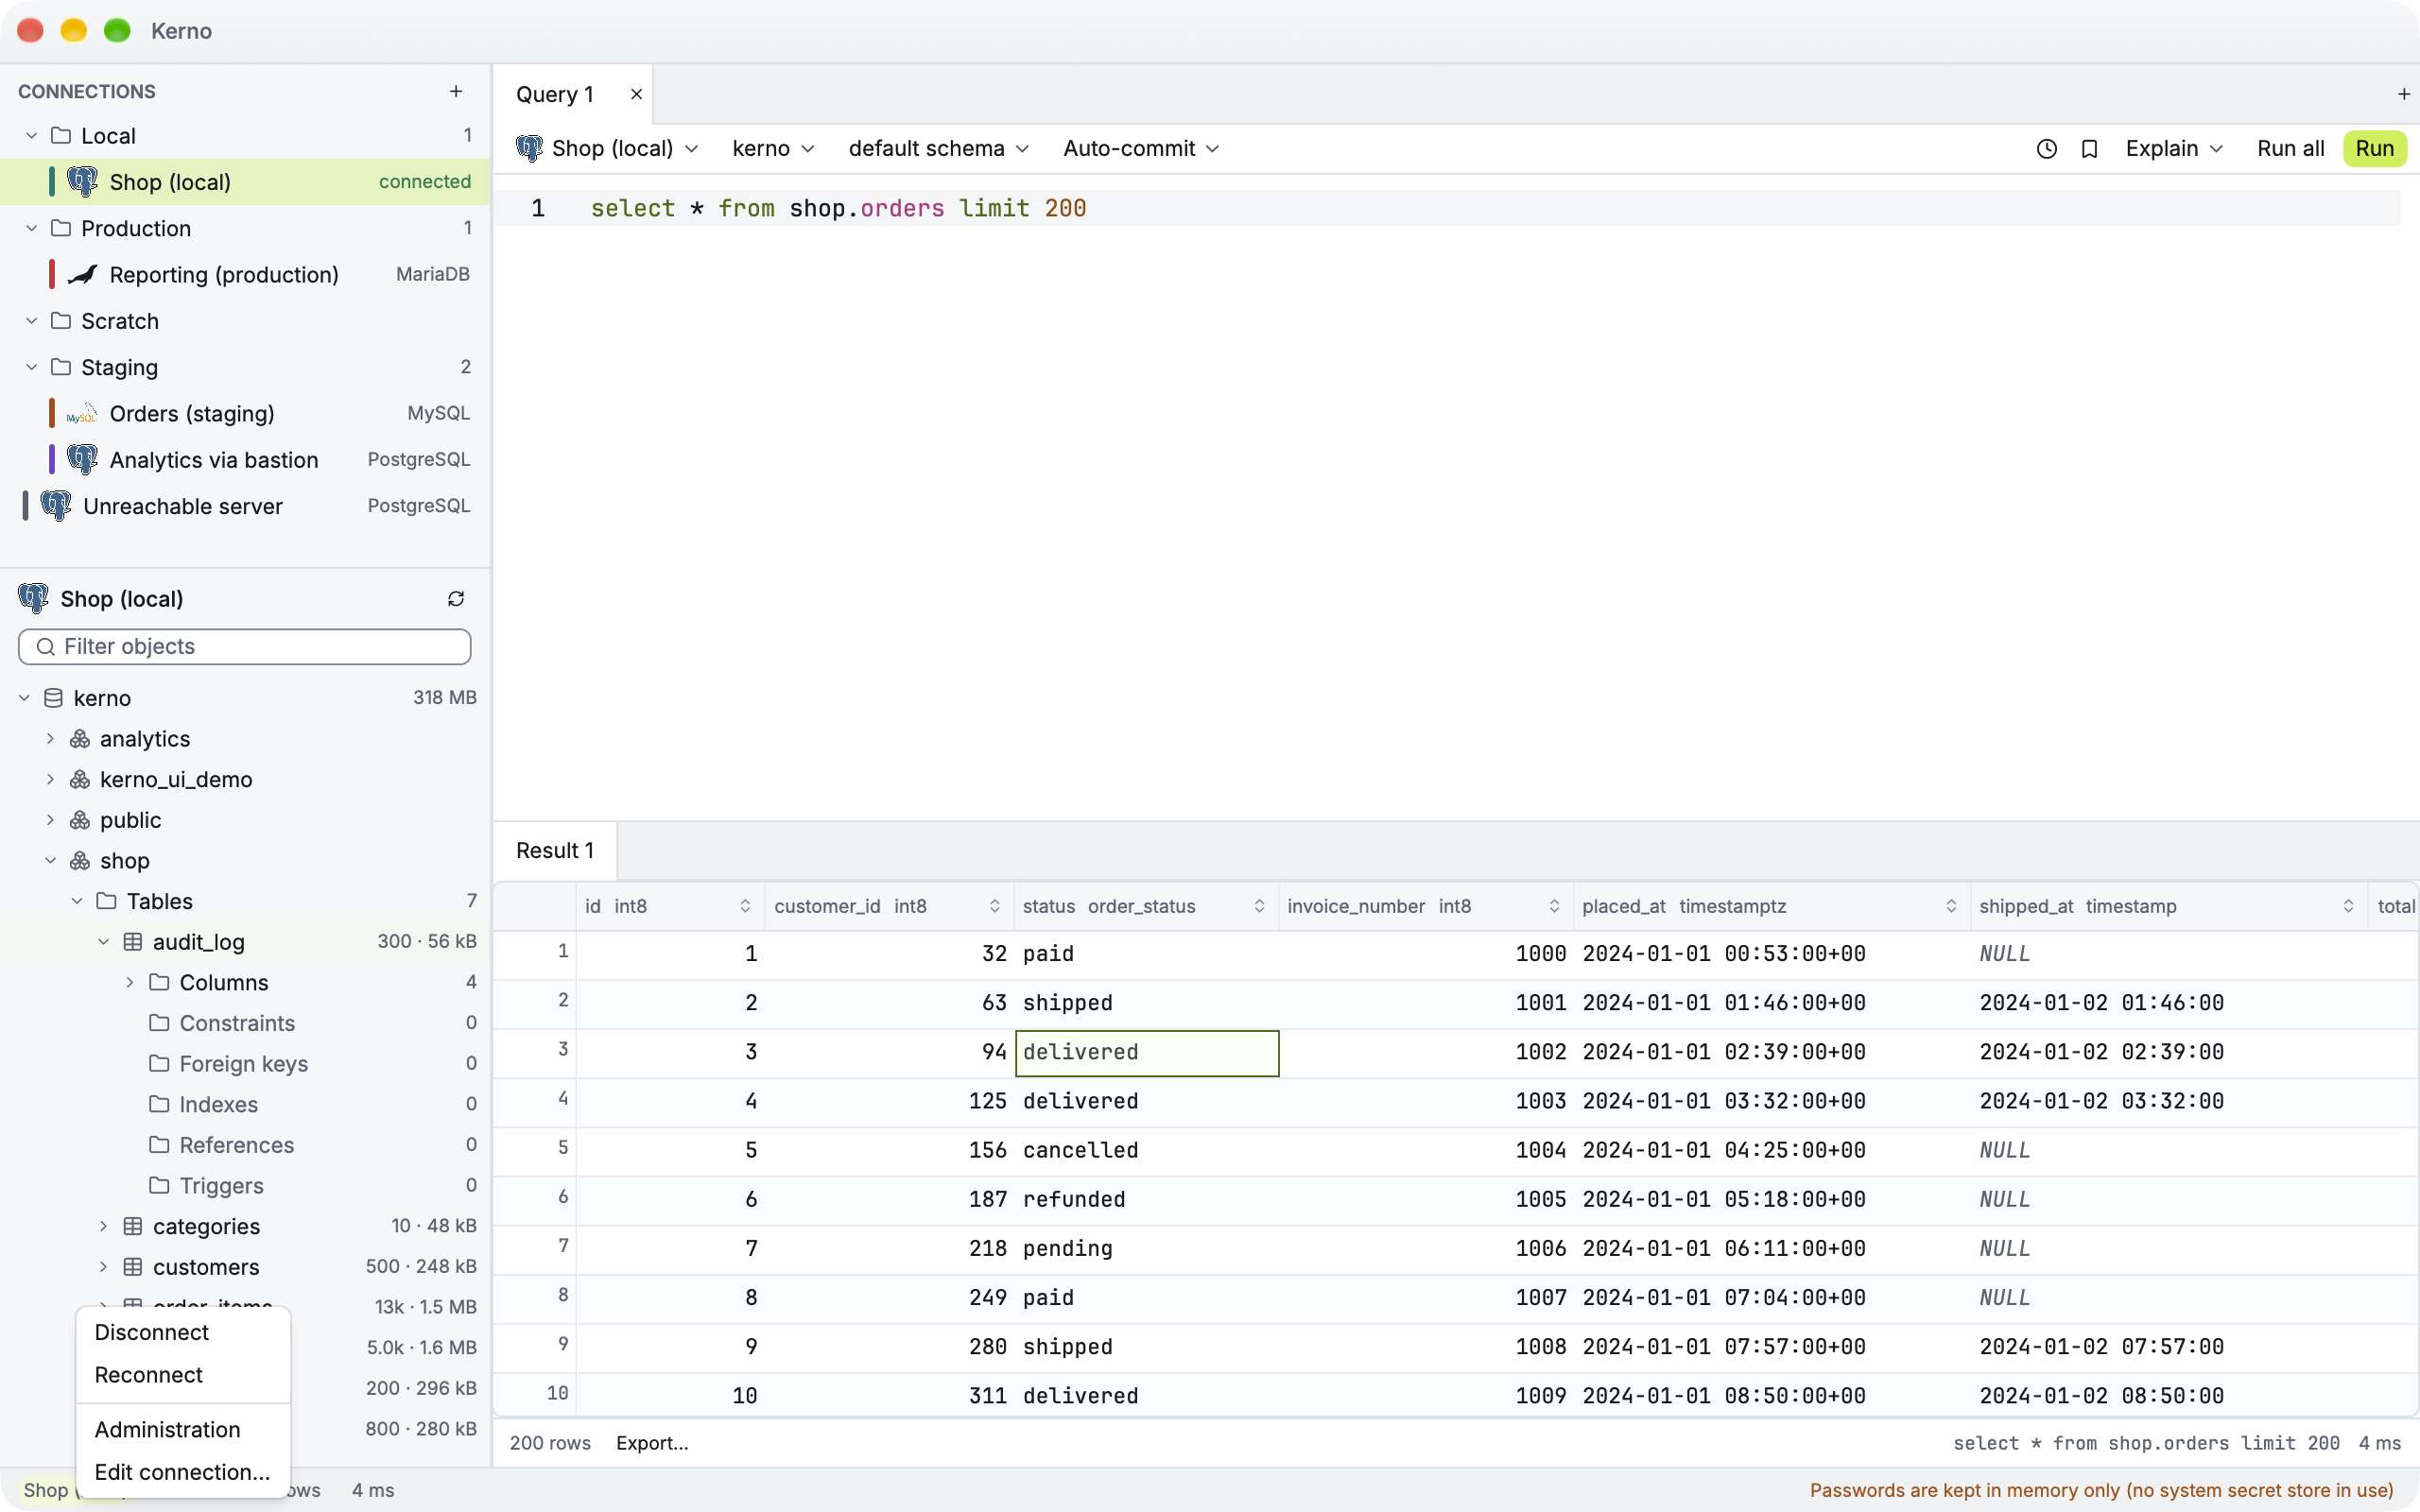 Kerno
CONNECTIONS
Local 1
Shop (local) connected
Production 1
Reporting (production) MariaDB
Scratch
Staging 2
MySQL Orders (staging) MySQL
Analytics via bastion PostgreSQL
Unreachable server PostgreSQL
Shop (local)
Filter objects
kerno 318 MB
analytics
kerno_ui_demo
public
shop
Tables 7
audit_log 300 · 56 kB
Columns 4
Constraints 0
Foreign keys 0
Indexes 0
References 0
Triggers 0
categories 10 · 48 kB
customers 500 · 248 kB
order_items 13k · 1.5 MB
5.0k · 1.6 MB
200 · 296 kB
800 · 280 kB
Disconnect
Reconnect
Administration
Edit connection...
Query 1
Shop (local) kerno default schema Auto-commit Explain Run all Run
1 select * from shop.orders limit 200
Result 1
id int8 customer_id int8 status order_status invoice_number int8 placed_at timestamptz shipped_at timestamp total
1 1 32 paid 1000 2024-01-01 00:53:00+00 NULL
2 2 63 shipped 1001 2024-01-01 01:46:00+00 2024-01-02 01:46:00
3 3 94 delivered 1002 2024-01-01 02:39:00+00 2024-01-02 02:39:00
4 4 125 delivered 1003 2024-01-01 03:32:00+00 2024-01-02 03:32:00
5 5 156 cancelled 1004 2024-01-01 04:25:00+00 NULL
6 6 187 refunded 1005 2024-01-01 05:18:00+00 NULL
7 7 218 pending 1006 2024-01-01 06:11:00+00 NULL
8 8 249 paid 1007 2024-01-01 07:04:00+00 NULL
9 9 280 shipped 1008 2024-01-01 07:57:00+00 2024-01-02 07:57:00
10 10 311 delivered 1009 2024-01-01 08:50:00+00 2024-01-02 08:50:00
200 rows Export... select * from shop.orders limit 200 4 ms
Shop 4 ms Passwords are kept in memory only (no system secret store in use)